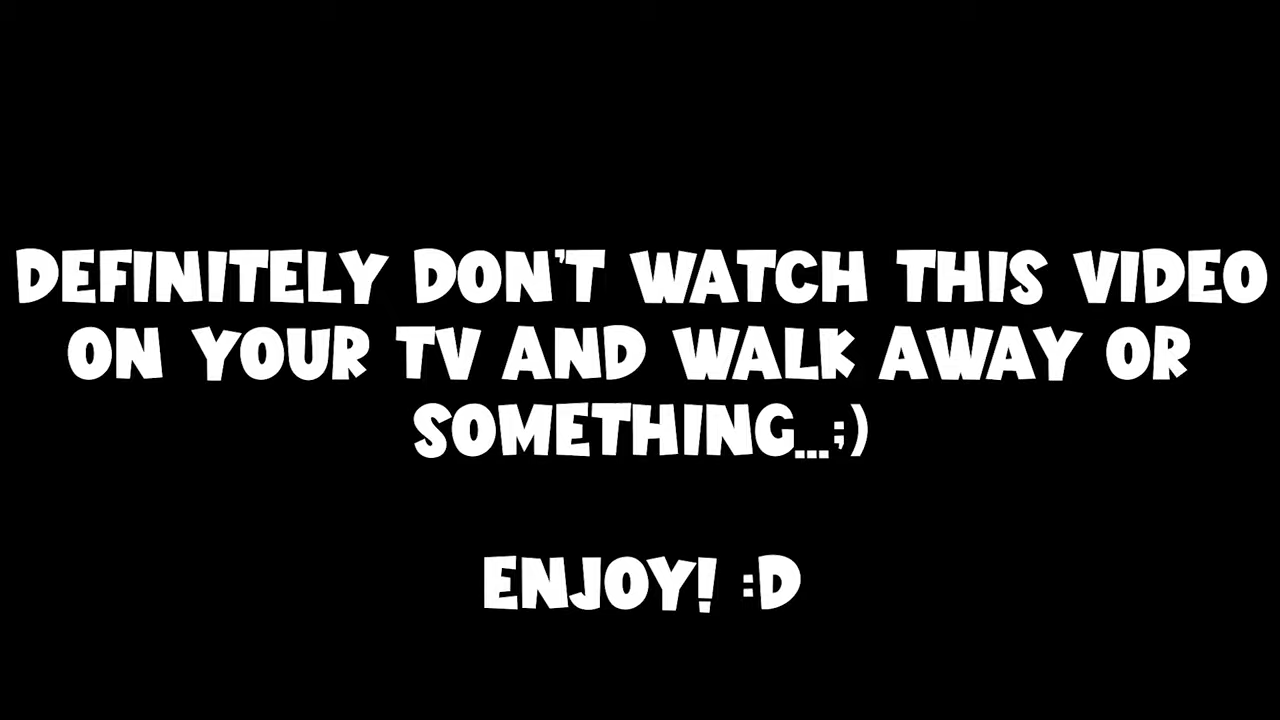 DEFINITELY DON'T WATCH THIS VIDEO
ON YOUR TV AND WALK AWAY OR
SOMETHING...;)
ENJOY! :D